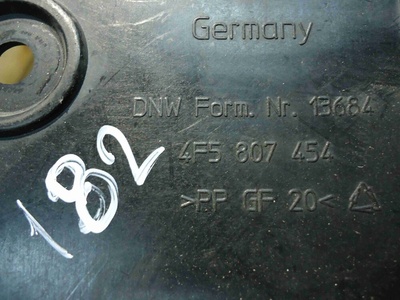 Germany
DNW Form. Nr. 13684
4F5 807 454
>PP GF 20<
182